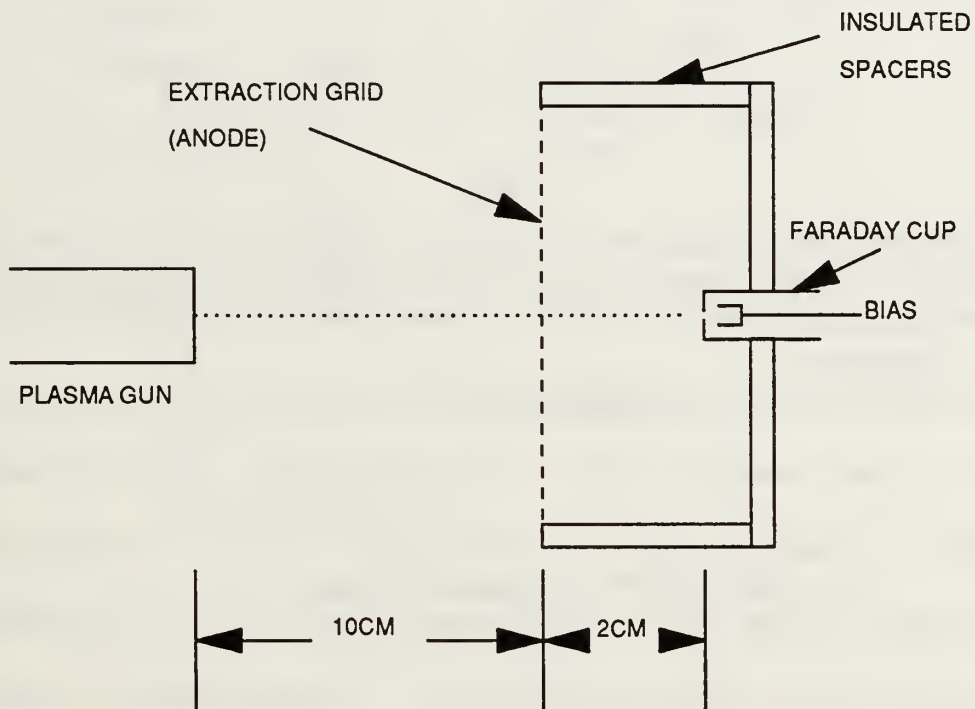 INSULATED
SPACERS
EXTRACTION GRID
(ANODE)
FARADAY CUP
BIAS
PLASMA GUN
10CM
2CM